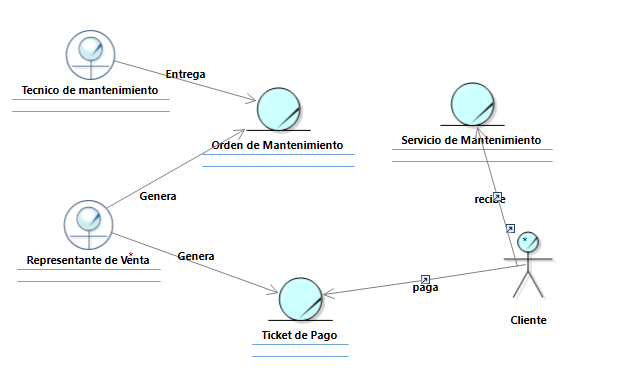 Tecnico de mantenimiento
Entrega
Orden de Mantenimiento
Servicio de Mantenimiento
Genera
recibe
Representante de Venta
Genera
Ticket de Pago
paga
Cliente